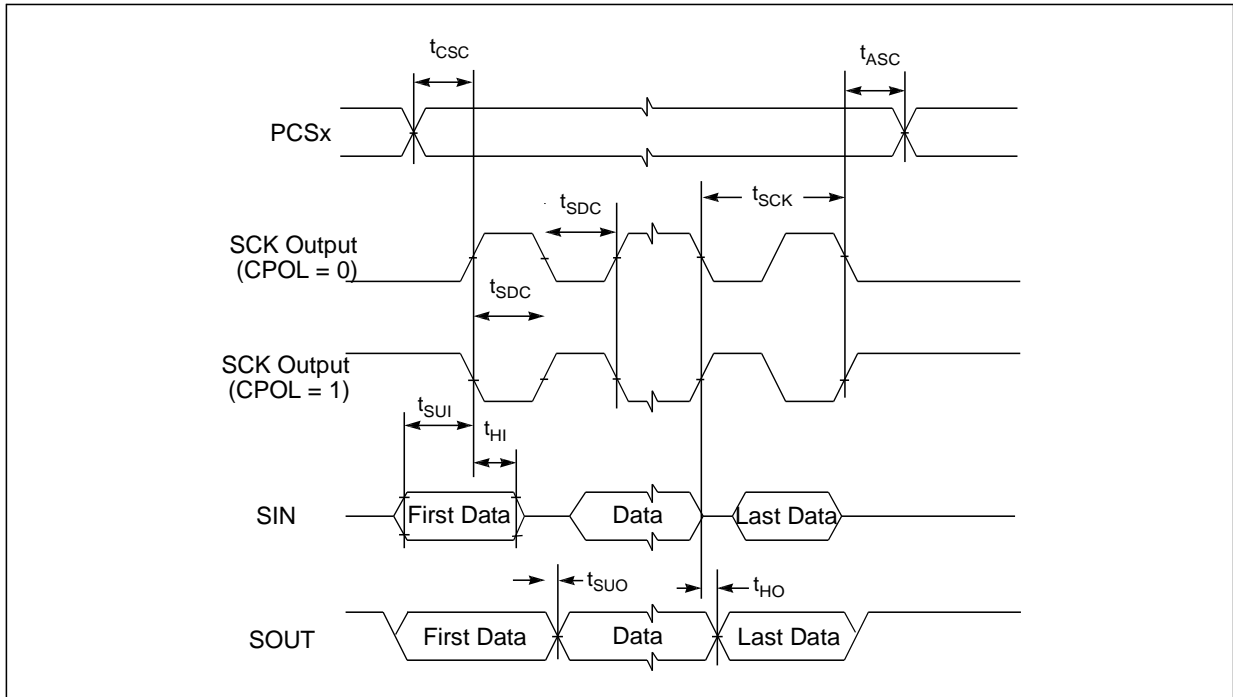 tCSC
tASC
PCSx
tSDC
tSCK
SCK Output
(CPOL = 0)
tSDC
SCK Output
(CPOL = 1)
tSUI
tHI
SIN
First Data
Data
Last Data
tSUO
tHO
SOUT
First Data
Data
Last Data